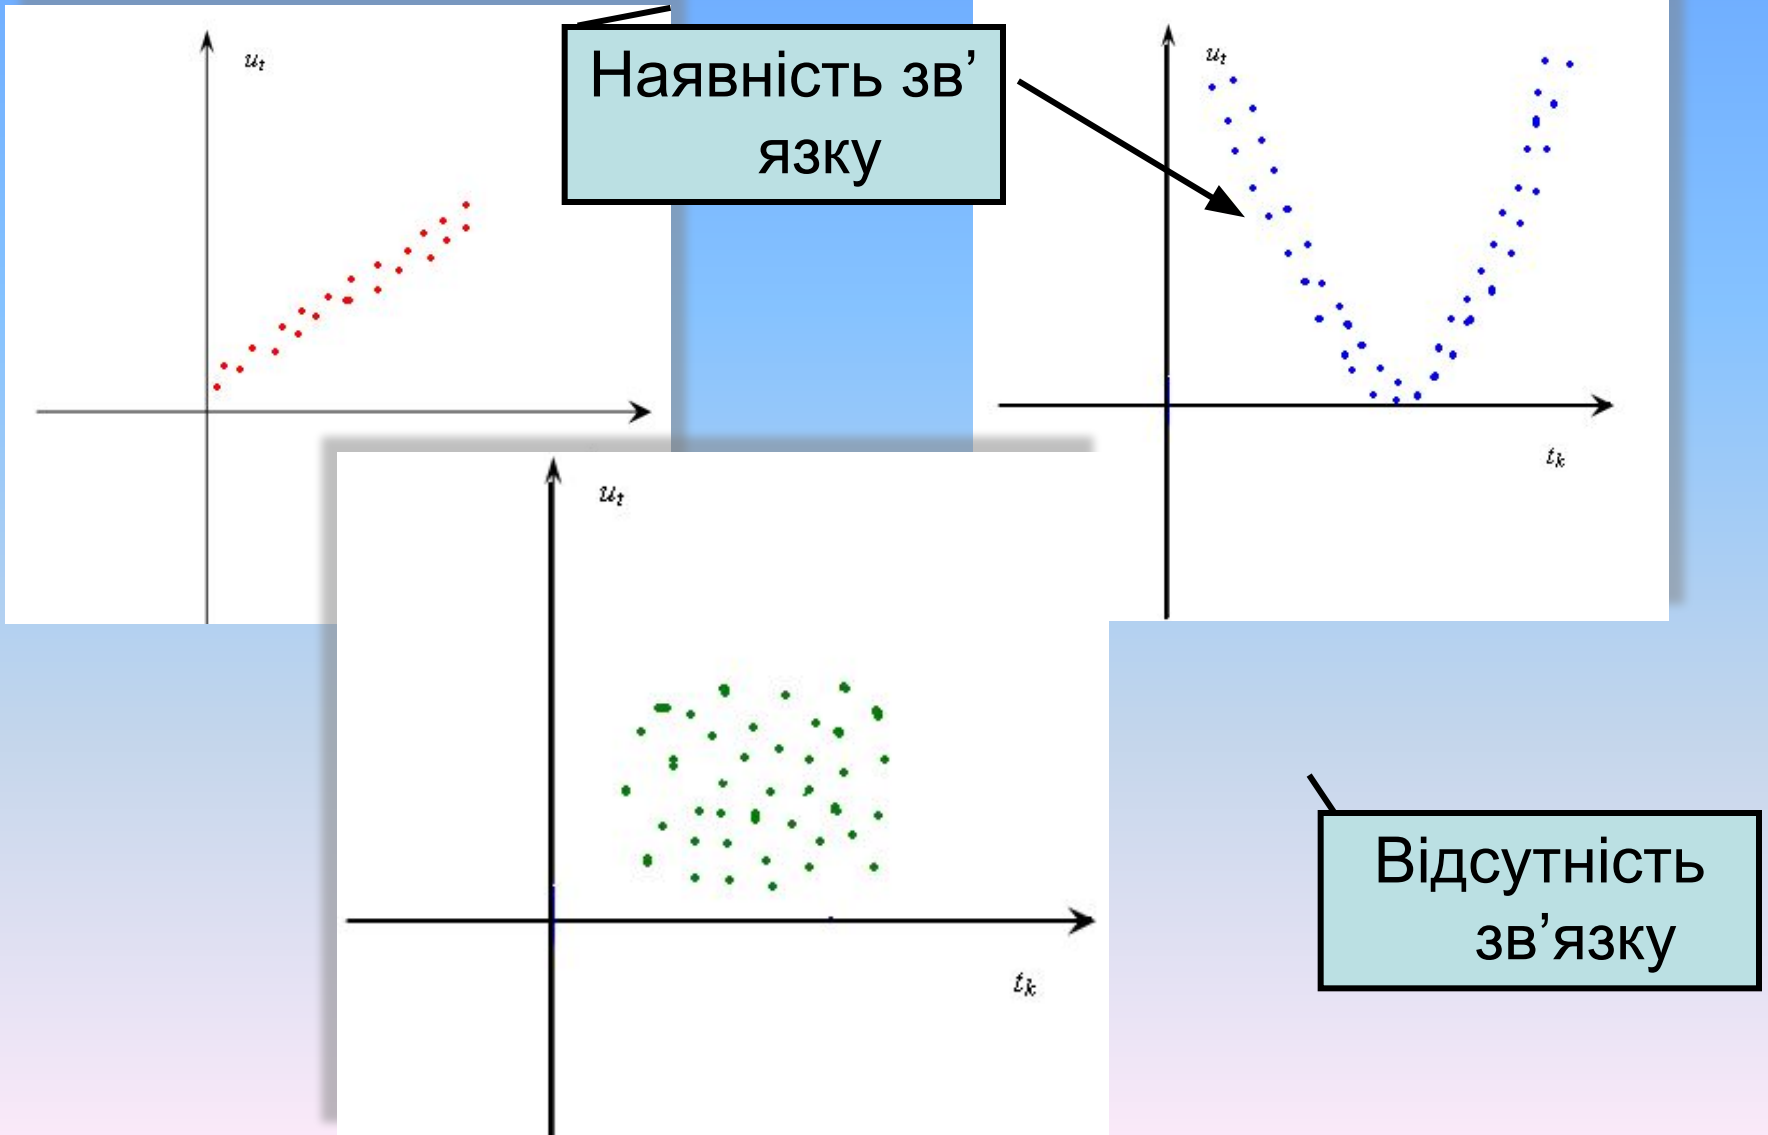 u_t
Наявність зв’
язку
u_t
t_k
u_t
t_k
Відсутність
зв’язку